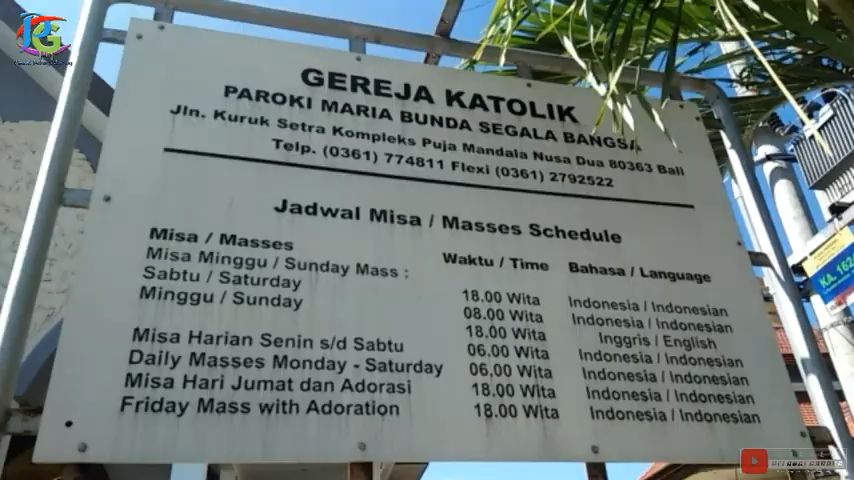 GEREJA KATOLIK
PAROKI MARIA BUNDA SEGALA BANGSA
Jln. Kuruk Setra Kompleks Puja Mandala Nusa Dua 80363 Bali
Telp. (0361) 774811 Flexi (0361) 2792522
Jadwal Misa / Masses Schedule
Misa / Masses Waktu / Time Bahasa / Language
Misa Minggu / Sunday Mass :
Sabtu / Saturday 18.00 Wita Indonesia / Indonesian
Minggu / Sunday 08.00 Wita Indonesia / Indonesian
18.00 Wita Inggris / English
Misa Harian Senin s/d Sabtu 06.00 Wita Indonesia / Indonesian
Daily Masses Monday - Saturday 06,00 Wita Indonesia / Indonesian
Misa Hari Jumat dan Adorasi 18.00 Wita Indonesia / Indonesian
Friday Mass with Adoration 18.00 Wita Indonesia / Indonesian
KA. 162